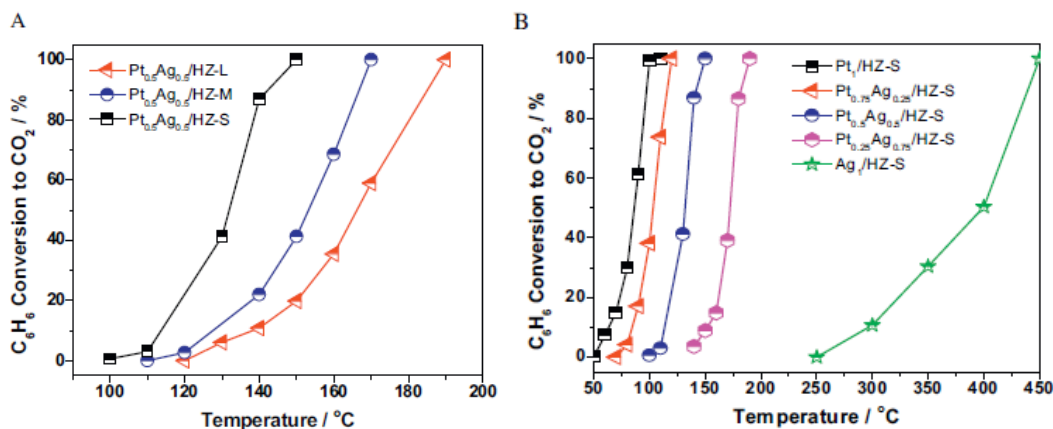 A
C₆H₆ Conversion to CO₂ / %
100
80
60
40
20
0
Pt₀.₅Ag₀.₅/HZ-L
Pt₀.₅Ag₀.₅/HZ-M
Pt₀.₅Ag₀.₅/HZ-S
100 120 140 160 180 200
Temperature / °C
B
C₆H₆ Conversion to CO₂ / %
100
80
60
40
20
0
Pt₁/HZ-S
Pt₀.₇₅Ag₀.₂₅/HZ-S
Pt₀.₅Ag₀.₅/HZ-S
Pt₀.₂₅Ag₀.₇₅/HZ-S
Ag₁/HZ-S
50 100 150 200 250 300 350 400 450
Temperature / °C